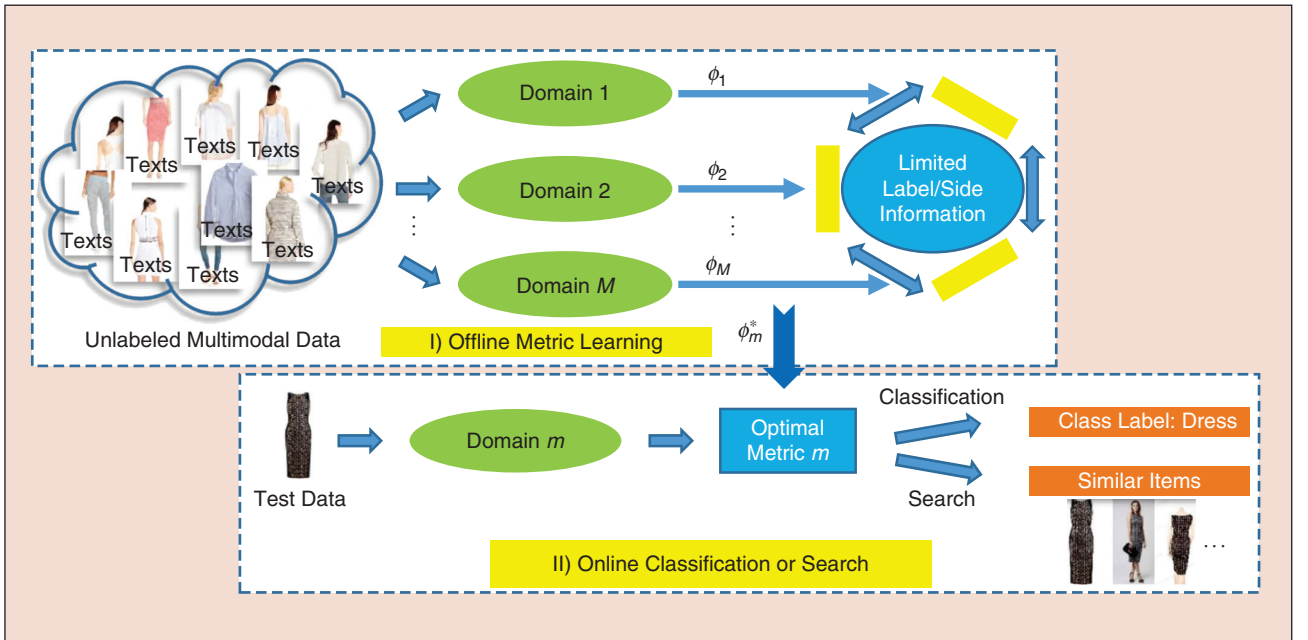 Domain 1
ϕ1
Texts
Texts
Texts
Texts
Texts
Limited
Label/Side
Information
Domain 2
ϕ2
Texts
Texts
Texts
Texts
Texts
⋮
⋮
Domain M
ϕM
Unlabeled Multimodal Data
I) Offline Metric Learning
ϕ*m
Classification
Class Label: Dress
Domain m
Optimal
Metric m
Similar Items
Test Data
Search
...
II) Online Classification or Search